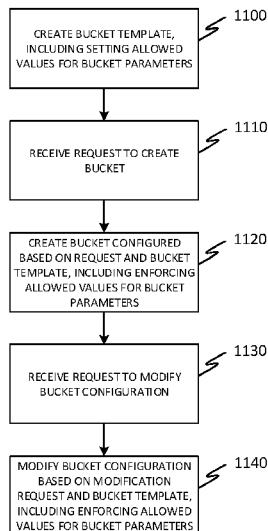 CREATE BUCKET TEMPLATE,
INCLUDING SETTING ALLOWED
VALUES FOR BUCKET PARAMETERS
1100
RECEIVE REQUEST TO CREATE
BUCKET
1110
CREATE BUCKET CONFIGURED
BASED ON REQUEST AND BUCKET
TEMPLATE, INCLUDING ENFORCING
ALLOWED VALUES FOR BUCKET
PARAMETERS
1120
RECEIVE REQUEST TO MODIFY
BUCKET CONFIGURATION
1130
MODIFY BUCKET CONFIGURATION
BASED ON MODIFICATION
REQUEST AND BUCKET TEMPLATE,
INCLUDING ENFORCING ALLOWED
VALUES FOR BUCKET PARAMETERS
1140